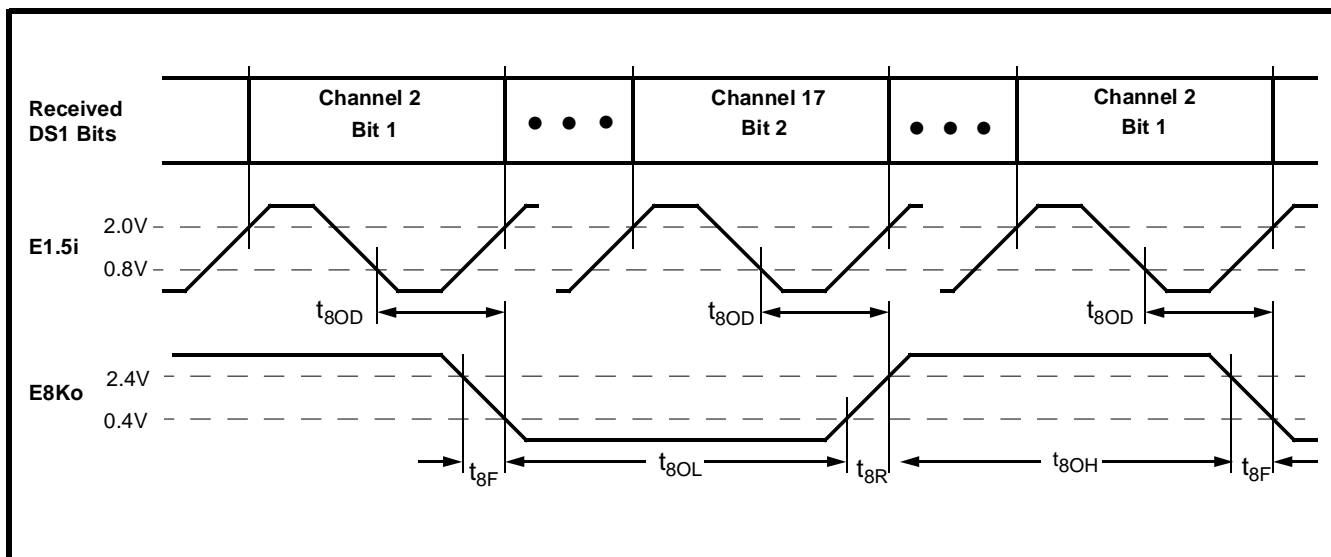 Received
DS1 Bits
Channel 2
Bit 1
● ● ●
Channel 17
Bit 2
● ● ●
Channel 2
Bit 1
E1.5i
2.0V
0.8V
t8OD
t8OD
t8OD
E8Ko
2.4V
0.4V
t8F
t8OL
t8R
t8OH
t8F